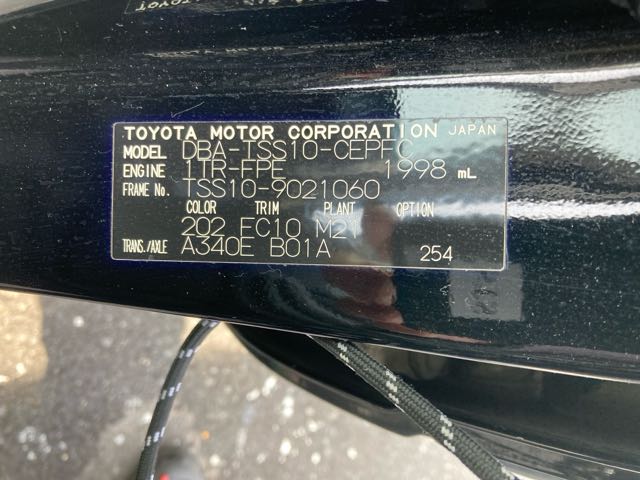 TOYOTA MOTOR CORPORATION JAPAN
MODEL DBA-TSS10-CEPFC
ENGINE 1TR-FPE 1998 mL
FRAME No. TSS10-9021060
COLOR TRIM PLANT OPTION
202 FC10 M21
TRANS./AXLE A340E B01A 254